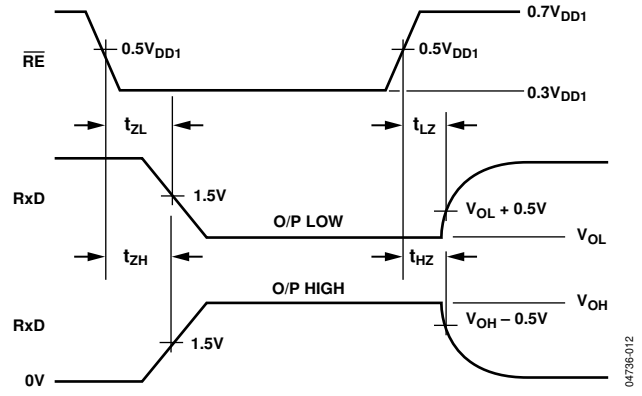 0.7VDD1
RE
0.5VDD1
0.5VDD1
0.3VDD1
tZL
tLZ
RxD
1.5V
VOL + 0.5V
O/P LOW
VOL
tZH
tHZ
O/P HIGH
VOH
RxD
VOH – 0.5V
1.5V
0V
04736-012